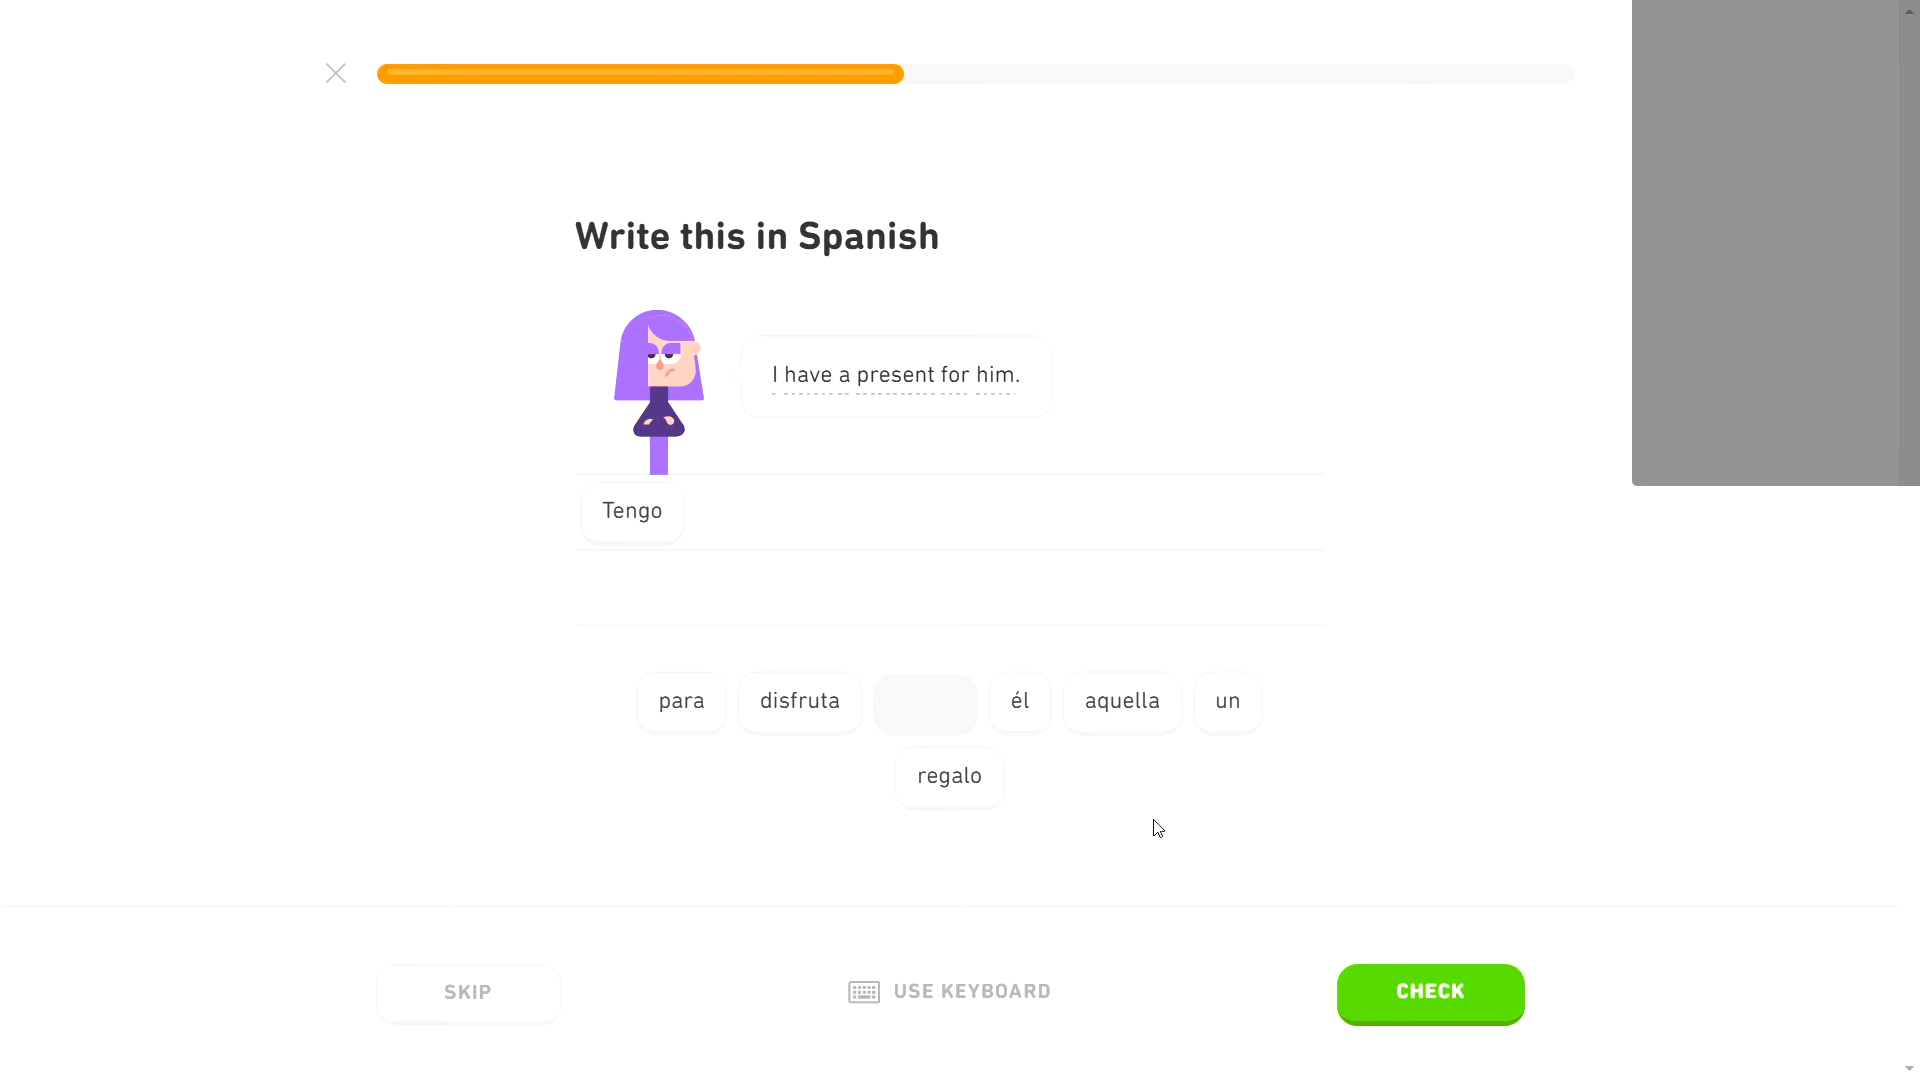 Write this in Spanish
I have a present for him.
Tengo
para disfruta él aquella un
regalo
SKIP USE KEYBOARD CHECK